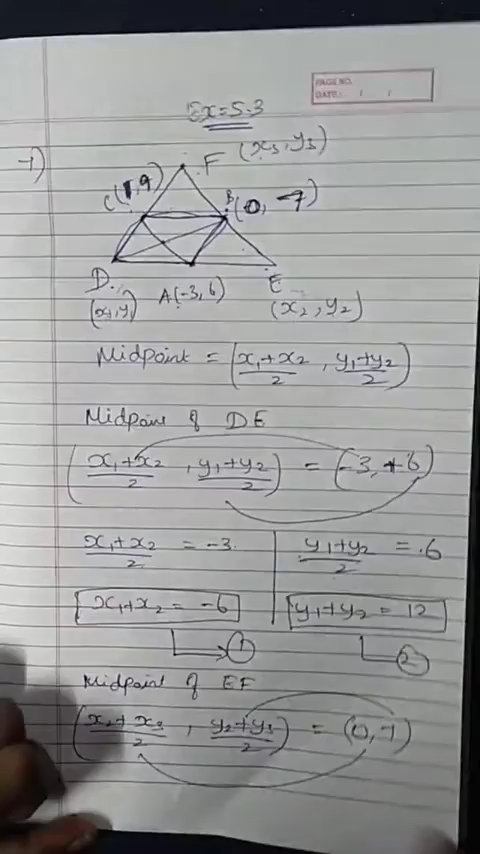 PAGE NO.
DATE: / /
Ex=5.3
-1)
F (x₃, y₃)
C(1,9) B(0, -7)
D A(-3,6) E
(x₁,y₁) (x₂, y₂)
Midpoint = (x₁+x₂/2 , y₁+y₂/2)
Midpoint of DE
(x₁+x₂/2 , y₁+y₂/2) = (-3, +6)
x₁+x₂/2 = -3 y₁+y₂/2 = 6
x₁+x₂ = -6 y₁+y₂ = 12
1 2
Midpoint of EF
(x₂+x₃/2 , y₂+y₃/2) = (0,-7)